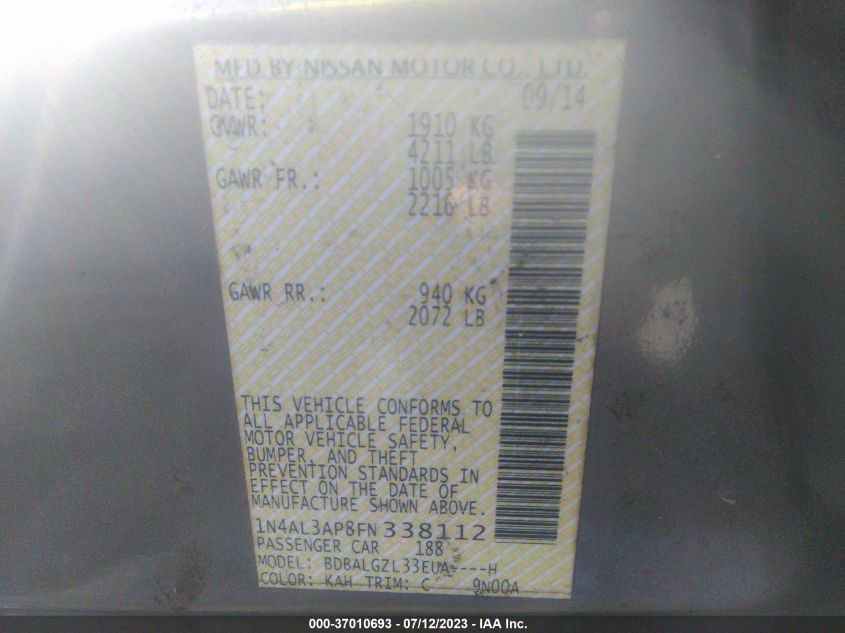 MFD BY NISSAN MOTOR CO., LTD.
DATE: 09/14
GVWR: 1910 KG
4211 LB
GAWR FR.: 1005 KG
2216 LB
GAWR RR.: 940 KG
2072 LB
THIS VEHICLE CONFORMS TO
ALL APPLICABLE FEDERAL
MOTOR VEHICLE SAFETY,
BUMPER, AND THEFT
PREVENTION STANDARDS IN
EFFECT ON THE DATE OF
MANUFACTURE SHOWN ABOVE.
1N4AL3AP8FN338112
PASSENGER CAR 188
MODEL: BDBALGZL33EUA----H
COLOR: KAH TRIM: C 9N00A
000-37010693 - 07/12/2023 - IAA Inc.